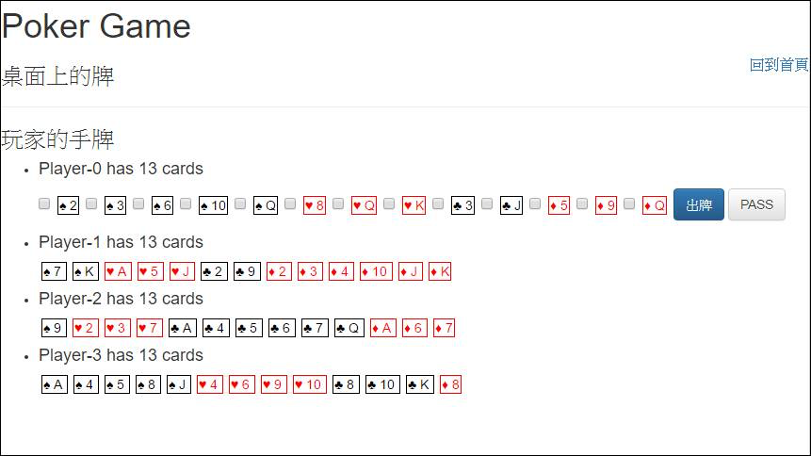 Poker Game
回到首頁
桌面上的牌
玩家的手牌
Player-0 has 13 cards
♠ 2 ♠ 3 ♠ 6 ♠ 10 ♠ Q ♥ 8 ♥ Q ♥ K ♣ 3 ♣ J ♦ 5 ♦ 9 ♦ Q 出牌 PASS
Player-1 has 13 cards
♠ 7 ♠ K ♥ A ♥ 5 ♥ J ♣ 2 ♣ 9 ♦ 2 ♦ 3 ♦ 4 ♦ 10 ♦ J ♦ K
Player-2 has 13 cards
♠ 9 ♥ 2 ♥ 3 ♥ 7 ♣ A ♣ 4 ♣ 5 ♣ 6 ♣ 7 ♣ Q ♦ A ♦ 6 ♦ 7
Player-3 has 13 cards
♠ A ♠ 4 ♠ 5 ♠ 8 ♠ J ♥ 4 ♥ 6 ♥ 9 ♥ 10 ♣ 8 ♣ 10 ♣ K ♦ 8